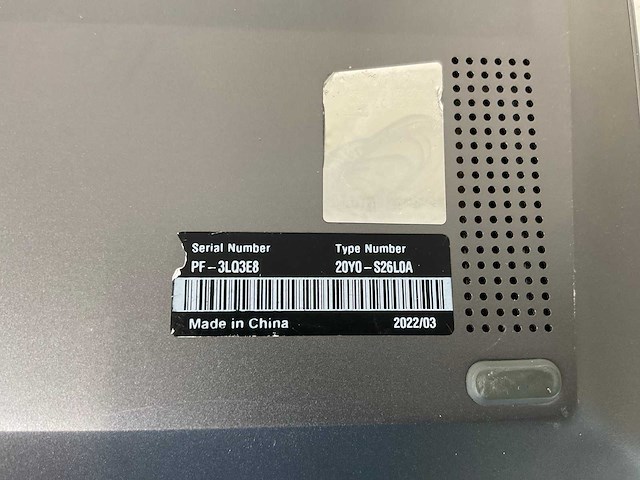 Serial Number Type Number
PF-3LQ3E8 20Y0-S26L0A
Made in China 2022/03